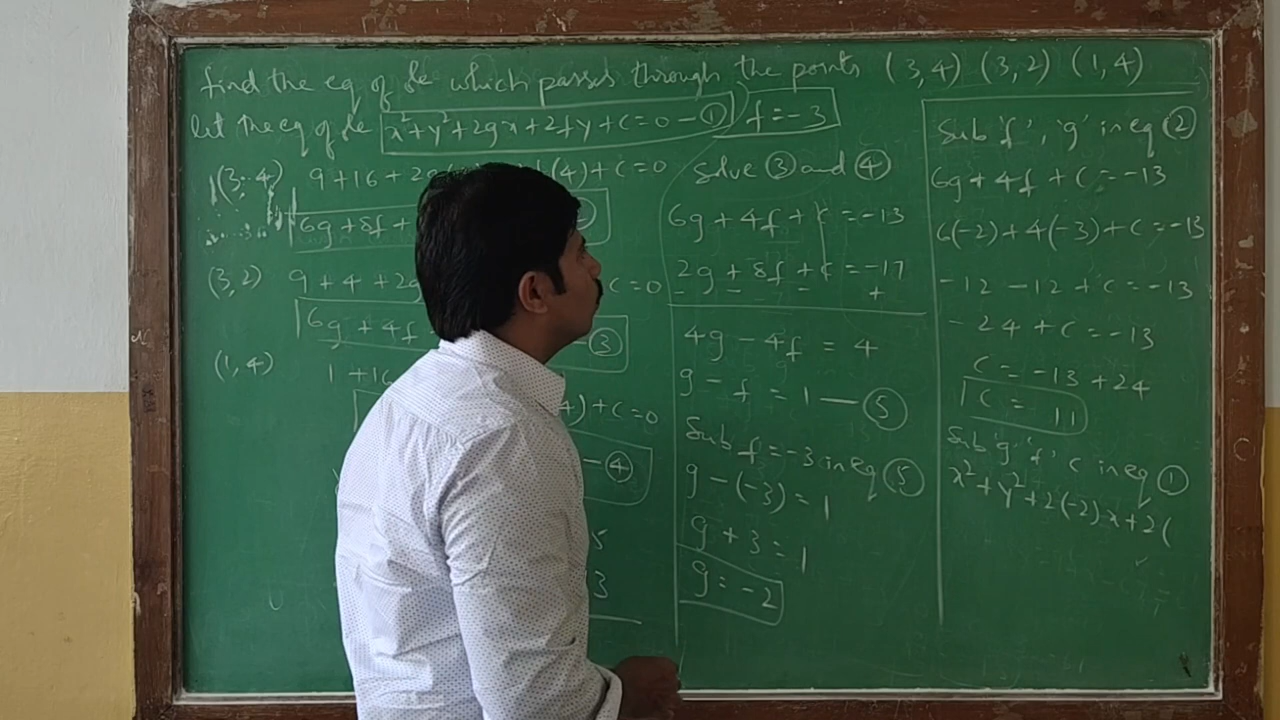 find the eq of le which passes through the points (3,4) (3,2) (1,4)
let the eq of le x²+y²+2gx+2fy+c=0 - ①
(3,4) 9+16+2g (4)+c=0
6g+8f+
(3,2) 9+4+2g c=0
6g+4f - ③
(1,4) 1+16 4)+c=0
- ④
5
3
f=-3
solve ③ and ④
6g+4f+c=-13
2g+8f+c=-17
- - - +
4g-4f=4
g-f=1 — ⑤
Sub f=-3 in eq ⑤
g-(-3)=1
g+3=1
g=-2
Sub 'f', 'g' in eq ②
6g+4f+c=-13
6(-2)+4(-3)+c=-13
-12-12+c=-13
-24+c=-13
c=-13+24
c=11
Sub 'g' 'f' c in eq ①
x²+y²+2(-2)x+2(